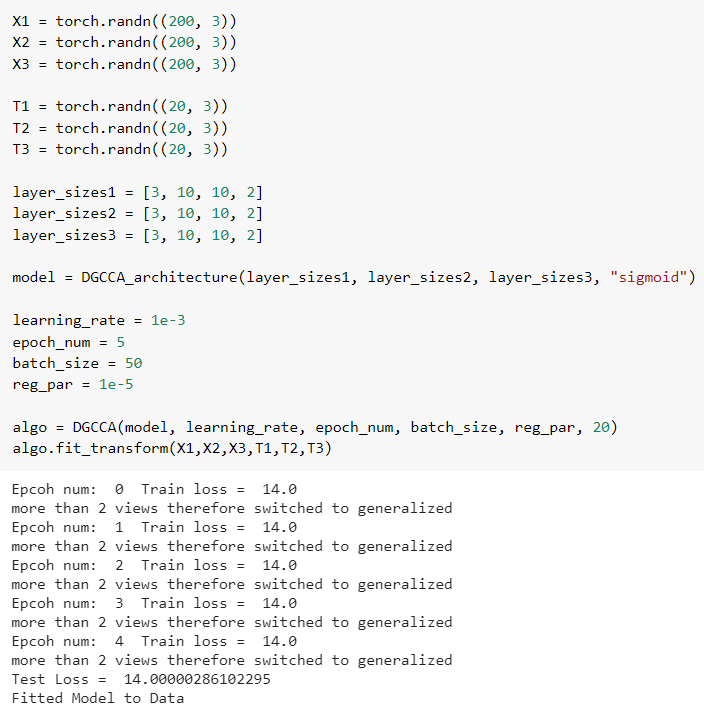 X1 = torch.randn((200, 3))
X2 = torch.randn((200, 3))
X3 = torch.randn((200, 3))
T1 = torch.randn((20, 3))
T2 = torch.randn((20, 3))
T3 = torch.randn((20, 3))
layer_sizes1 = [3, 10, 10, 2]
layer_sizes2 = [3, 10, 10, 2]
layer_sizes3 = [3, 10, 10, 2]
model = DGCCA_architecture(layer_sizes1, layer_sizes2, layer_sizes3, "sigmoid")
learning_rate = 1e-3
epoch_num = 5
batch_size = 50
reg_par = 1e-5
algo = DGCCA(model, learning_rate, epoch_num, batch_size, reg_par, 20)
algo.fit_transform(X1,X2,X3,T1,T2,T3)
Epcoh num:  0  Train loss =  14.0
more than 2 views therefore switched to generalized
Epcoh num:  1  Train loss =  14.0
more than 2 views therefore switched to generalized
Epcoh num:  2  Train loss =  14.0
more than 2 views therefore switched to generalized
Epcoh num:  3  Train loss =  14.0
more than 2 views therefore switched to generalized
Epcoh num:  4  Train loss =  14.0
more than 2 views therefore switched to generalized
Test Loss =  14.00000286102295
Fitted Model to Data